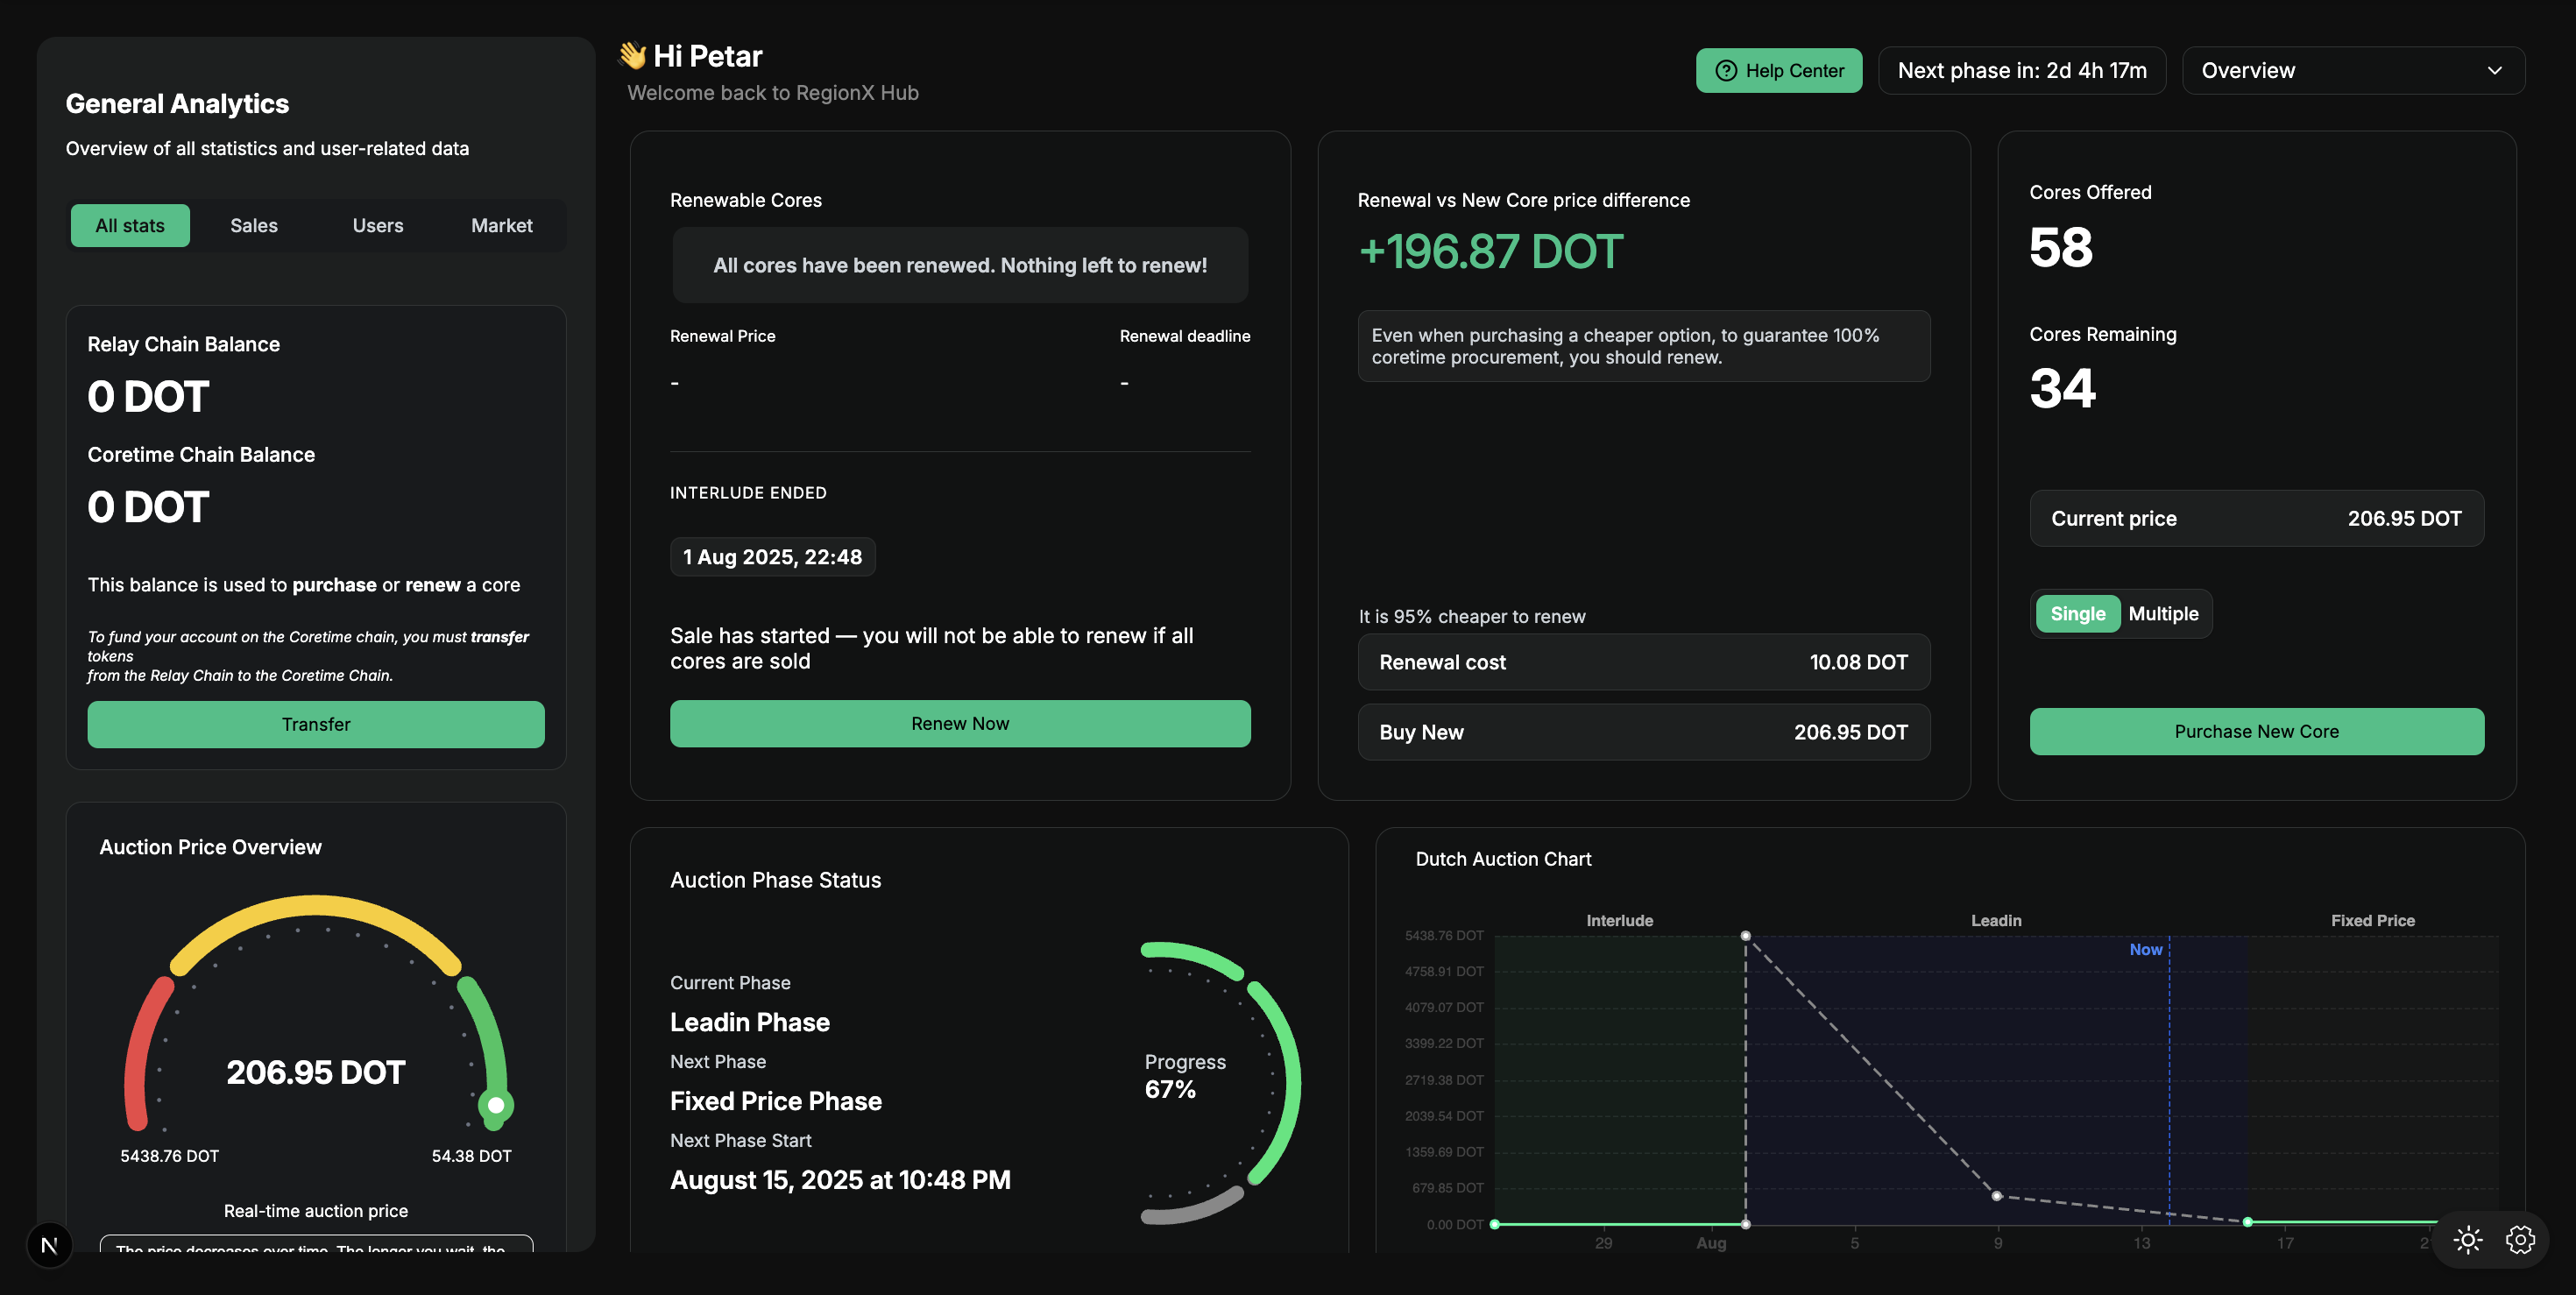 General Analytics
Overview of all statistics and user-related data
All stats
Sales
Users
Market
Relay Chain Balance
0 DOT
Coretime Chain Balance
0 DOT
This balance is used to purchase or renew a core
To fund your account on the Coretime chain, you must transfer
tokens
from the Relay Chain to the Coretime Chain.
Transfer
Auction Price Overview
206.95 DOT
5438.76 DOT
54.38 DOT
Real-time auction price
The price decreases over time. The longer you wait, the
N
👋 Hi Petar
Welcome back to RegionX Hub
Help Center
Next phase in: 2d 4h 17m
Overview
Renewable Cores
All cores have been renewed. Nothing left to renew!
Renewal Price
Renewal deadline
-
-
INTERLUDE ENDED
1 Aug 2025, 22:48
Sale has started — you will not be able to renew if all
cores are sold
Renew Now
Renewal vs New Core price difference
+196.87 DOT
Even when purchasing a cheaper option, to guarantee 100%
coretime procurement, you should renew.
It is 95% cheaper to renew
Renewal cost
10.08 DOT
Buy New
206.95 DOT
Cores Offered
58
Cores Remaining
34
Current price
206.95 DOT
Single
Multiple
Purchase New Core
Auction Phase Status
Current Phase
Leadin Phase
Next Phase
Fixed Price Phase
Next Phase Start
August 15, 2025 at 10:48 PM
Progress
67%
Dutch Auction Chart
Interlude
Leadin
Fixed Price
Now
5438.76 DOT
4758.91 DOT
4079.07 DOT
3399.22 DOT
2719.38 DOT
2039.54 DOT
1359.69 DOT
679.85 DOT
0.00 DOT
29
Aug
5
9
13
17